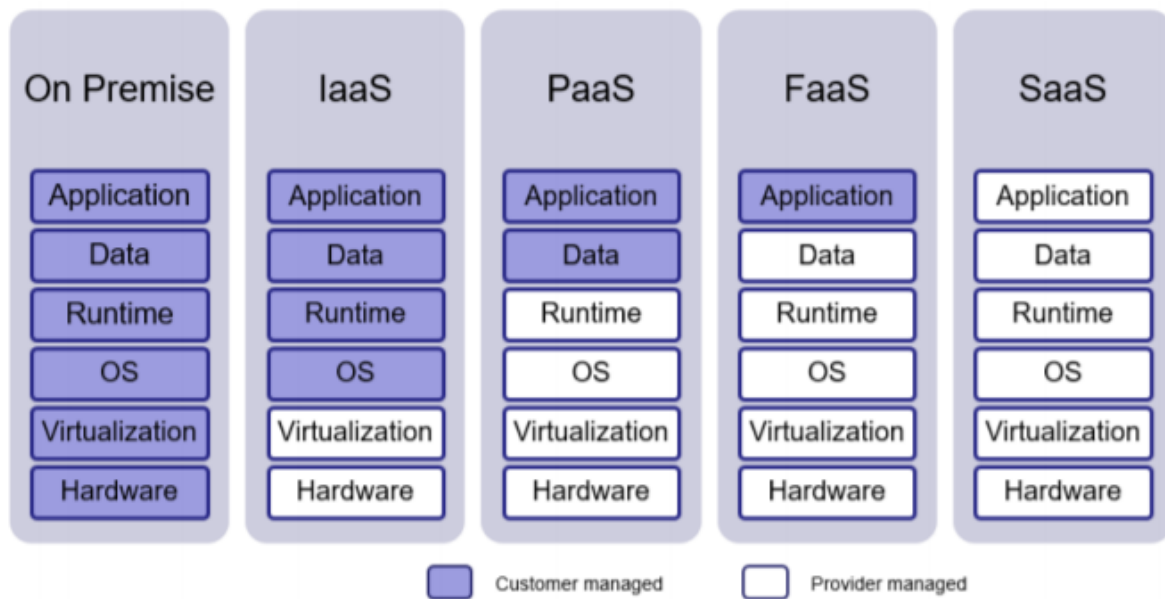 On Premise IaaS PaaS FaaS SaaS
Application Application Application Application Application
Data Data Data Data Data
Runtime Runtime Runtime Runtime Runtime
OS OS OS OS OS
Virtualization Virtualization Virtualization Virtualization Virtualization
Hardware Hardware Hardware Hardware Hardware
Customer managed Provider managed